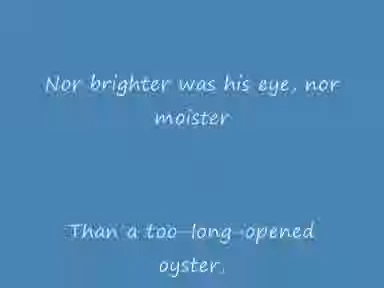 Nor brighter was his eye, nor
moister
Than a too-long-opened
oyster,